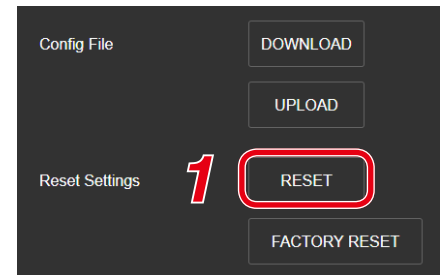 Config File DOWNLOAD
UPLOAD
Reset Settings 1 RESET
FACTORY RESET